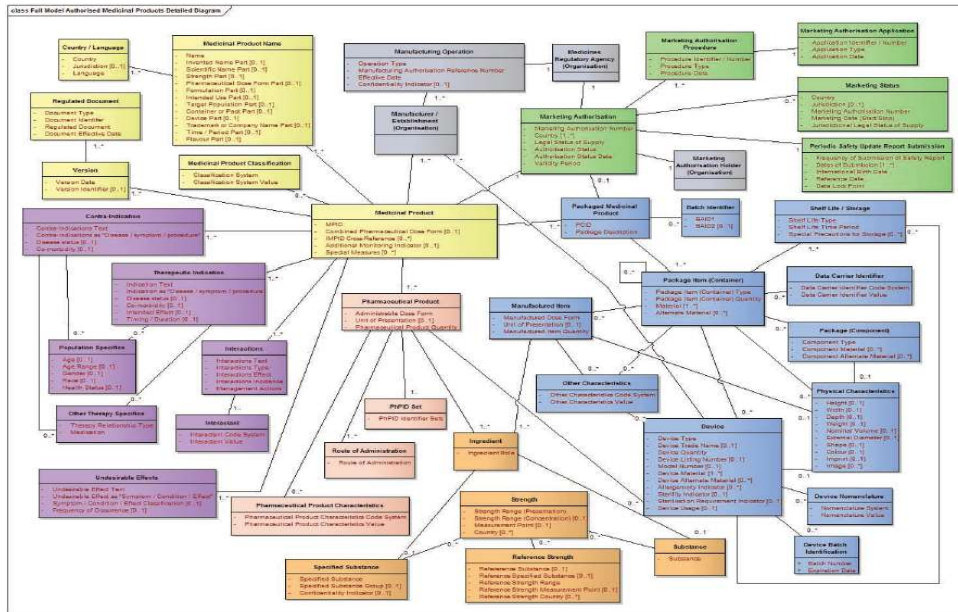 class Full Model Authorised Medicinal Products Detailed Diagram
Country / Language
Country
Jurisdiction [0..1]
Language
Medicinal Product Name
Name
Invented Name Part [0..1]
Scientific Name Part [0..1]
Strength Part [0..1]
Pharmaceutical Dose Form Part [0..1]
Formulation Part [0..1]
Intended Use Part [0..1]
Target Population Part [0..1]
Container or Pack Part [0..1]
Device Part [0..1]
Trademark or Company Name Part [0..1]
Time / Period Part [0..1]
Flavour Part [0..1]
Manufacturing Operation
Operation Type
Manufacturing Authorisation Reference Number
Effective Date
Confidentiality Indicator [0..1]
Medicines
Regulatory Agency
(Organisation)
Marketing Authorisation
Procedure
Procedure Identifier / Number
Procedure Type
Procedure Date
Marketing Authorisation Application
Application Identifier / Number
Application Type
Application Date
Regulated Document
Document Type
Document Identifier
Regulated Document
Document Effective Date
Manufacturer /
Establishment
(Organisation)
Marketing Authorisation
Marketing Authorisation Number
Country [1..*]
Legal Status of Supply
Authorisation Status
Authorisation Status Date
Validity Period
Marketing Status
Country
Jurisdiction [0..1]
Marketing Authorisation Number
Marketing Date (Start/Stop)
Jurisdictional Legal Status of Supply
Periodic Safety Update Report Submission
Frequency of Submission of Safety Report
Dates of Submission [1..*]
International Birth Date
Reference Date
Data Lock Point
Marketing
Authorisation Holder
(Organisation)
Version
Version Date
Version Identifier [0..1]
Medicinal Product Classification
Classification System
Classification System Value
Medicinal Product
MPID
Combined Pharmaceutical Dose Form [0..1]
IMPID Cross-Reference [0..*]
Additional Monitoring Indicator [0..1]
Special Measures [0..*]
Packaged Medicinal
Product
PCID
Package Description
Batch Identifier
BAID1
BAID2 [0..1]
Shelf Life / Storage
Shelf Life Type
Shelf Life Time Period
Special Precautions for Storage [0..*]
Contra-Indication
Contra-Indications Text
Contra-Indications as "Disease / symptom / procedure"
Disease status [0..1]
Co-morbidity [0..1]
Therapeutic Indication
Indication Text
Indication as "Disease / symptom / procedure"
Disease status [0..1]
Co-morbidity [0..1]
Intended Effect [0..1]
Timing / Duration [0..1]
Pharmaceutical Product
Administrable Dose Form
Unit of Presentation [0..1]
Pharmaceutical Product Quantity
Manufactured Item
Manufactured Dose Form
Unit of Presentation [0..1]
Manufactured Item Quantity
Package Item (Container)
Package Item (Container) Type
Package Item (Container) Quantity
Material [1..*]
Alternate Material [0..*]
Data Carrier Identifier
Data Carrier Identifier Code System
Data Carrier Identifier Value
Package (Component)
Component Type
Component Material [0..*]
Component Alternate Material [0..*]
Population Specifics
Age [0..1]
Age Range [0..1]
Gender [0..1]
Race [0..1]
Health Status [0..1]
Interactions
Interactions Text
Interactions Type
Interactions Effect
Interactions Incidence
Management Actions
Other Characteristics
Other Characteristics Code System
Other Characteristics Value
Physical Characteristics
Height [0..1]
Width [0..1]
Depth [0..1]
Weight [0..1]
Nominal Volume [0..1]
External Diameter [0..1]
Shape [0..1]
Colour [0..1]
Imprint [0..1]
Image [0..*]
Other Therapy Specifics
Therapy Relationship Type
Medication
Interactant
Interactant Code System
Interactant Value
PhPID Set
PhPID Identifier Sets
Route of Administration
Route of Administration
Ingredient
Ingredient Role
Device
Device Type
Device Trade Name [0..1]
Device Quantity
Device Listing Number [0..1]
Model Number [0..1]
Device Material [1..*]
Device Alternate Material [0..*]
Allergenicity Indicator [0..*]
Sterility Indicator [0..1]
Sterilisation Requirement Indicator [0..1]
Device Usage [0..1]
Undesirable Effects
Undesirable Effect Text
Undesirable Effect as "Symptom / Condition / Effect"
Symptom / Condition / Effect Classification [0..1]
Frequency of Occurrence [0..1]
Pharmaceutical Product Characteristics
Pharmaceutical Product Characteristics Code System
Pharmaceutical Product Characteristics Value
Strength
Strength Range (Presentation)
Strength Range (Concentration) [0..1]
Measurement Point [0..1]
Country [0..*]
Device Nomenclature
Nomenclature System
Nomenclature Value
Device Batch
Identification
Batch Number
Expiration Date
Specified Substance
Specified Substance
Specified Substance Group [0..1]
Confidentiality Indicator [0..1]
Reference Strength
Reference Substance [0..1]
Reference Specified Substance [0..1]
Reference Strength Range
Reference Strength Measurement Point [0..1]
Reference Strength Country [0..*]
Substance
Substance